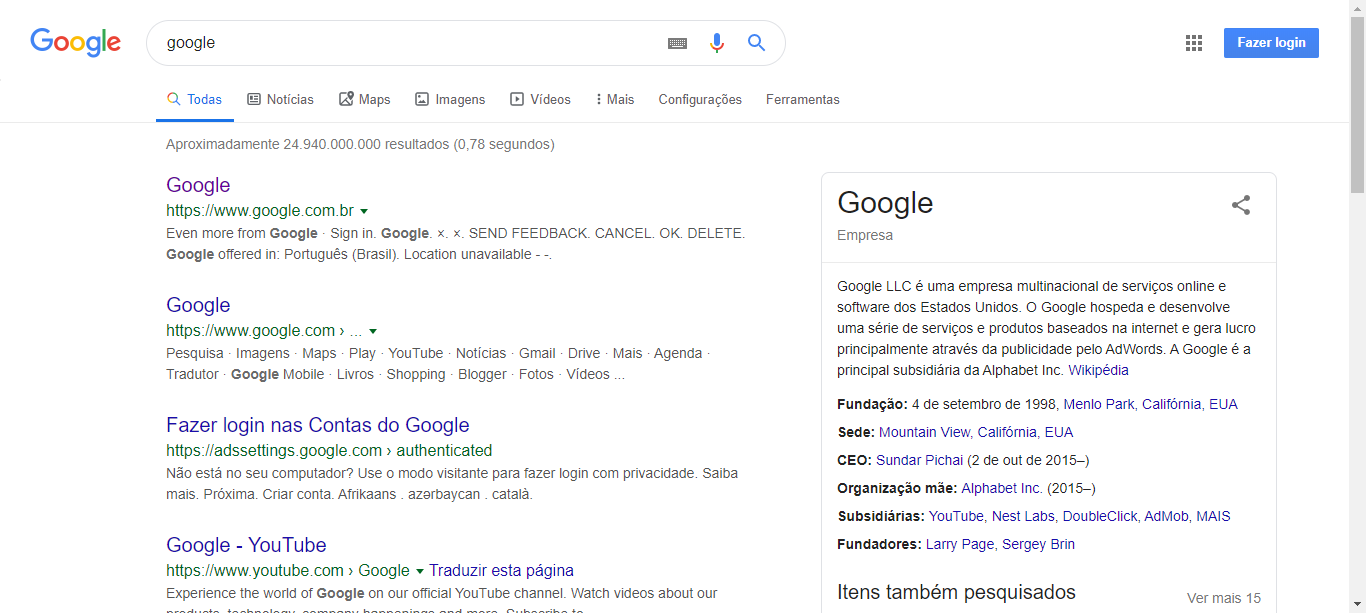 Google
google
Fazer login
Todas
Notícias
Maps
Imagens
Vídeos
Mais
Configurações
Ferramentas
Aproximadamente 24.940.000.000 resultados (0,78 segundos)
Google
https://www.google.com.br
Even more from Google · Sign in. Google. ×. ×. SEND FEEDBACK. CANCEL. OK. DELETE.
Google offered in: Português (Brasil). Location unavailable - -.
Google
https://www.google.com › ...
Pesquisa · Imagens · Maps · Play · YouTube · Notícias · Gmail · Drive · Mais · Agenda ·
Tradutor · Google Mobile · Livros · Shopping · Blogger · Fotos · Vídeos ...
Fazer login nas Contas do Google
https://adssettings.google.com › authenticated
Não está no seu computador? Use o modo visitante para fazer login com privacidade. Saiba
mais. Próxima. Criar conta. Afrikaans . azərbaycan . català.
Google - YouTube
https://www.youtube.com › Google Traduzir esta página
Experience the world of Google on our official YouTube channel. Watch videos about our
products, technology, company happenings and more. Subscribe to
Google
Empresa
Google LLC é uma empresa multinacional de serviços online e
software dos Estados Unidos. O Google hospeda e desenvolve
uma série de serviços e produtos baseados na internet e gera lucro
principalmente através da publicidade pelo AdWords. A Google é a
principal subsidiária da Alphabet Inc. Wikipédia
Fundação: 4 de setembro de 1998, Menlo Park, Califórnia, EUA
Sede: Mountain View, Califórnia, EUA
CEO: Sundar Pichai (2 de out de 2015–)
Organização mãe: Alphabet Inc. (2015–)
Subsidiárias: YouTube, Nest Labs, DoubleClick, AdMob, MAIS
Fundadores: Larry Page, Sergey Brin
Itens também pesquisados
Ver mais 15